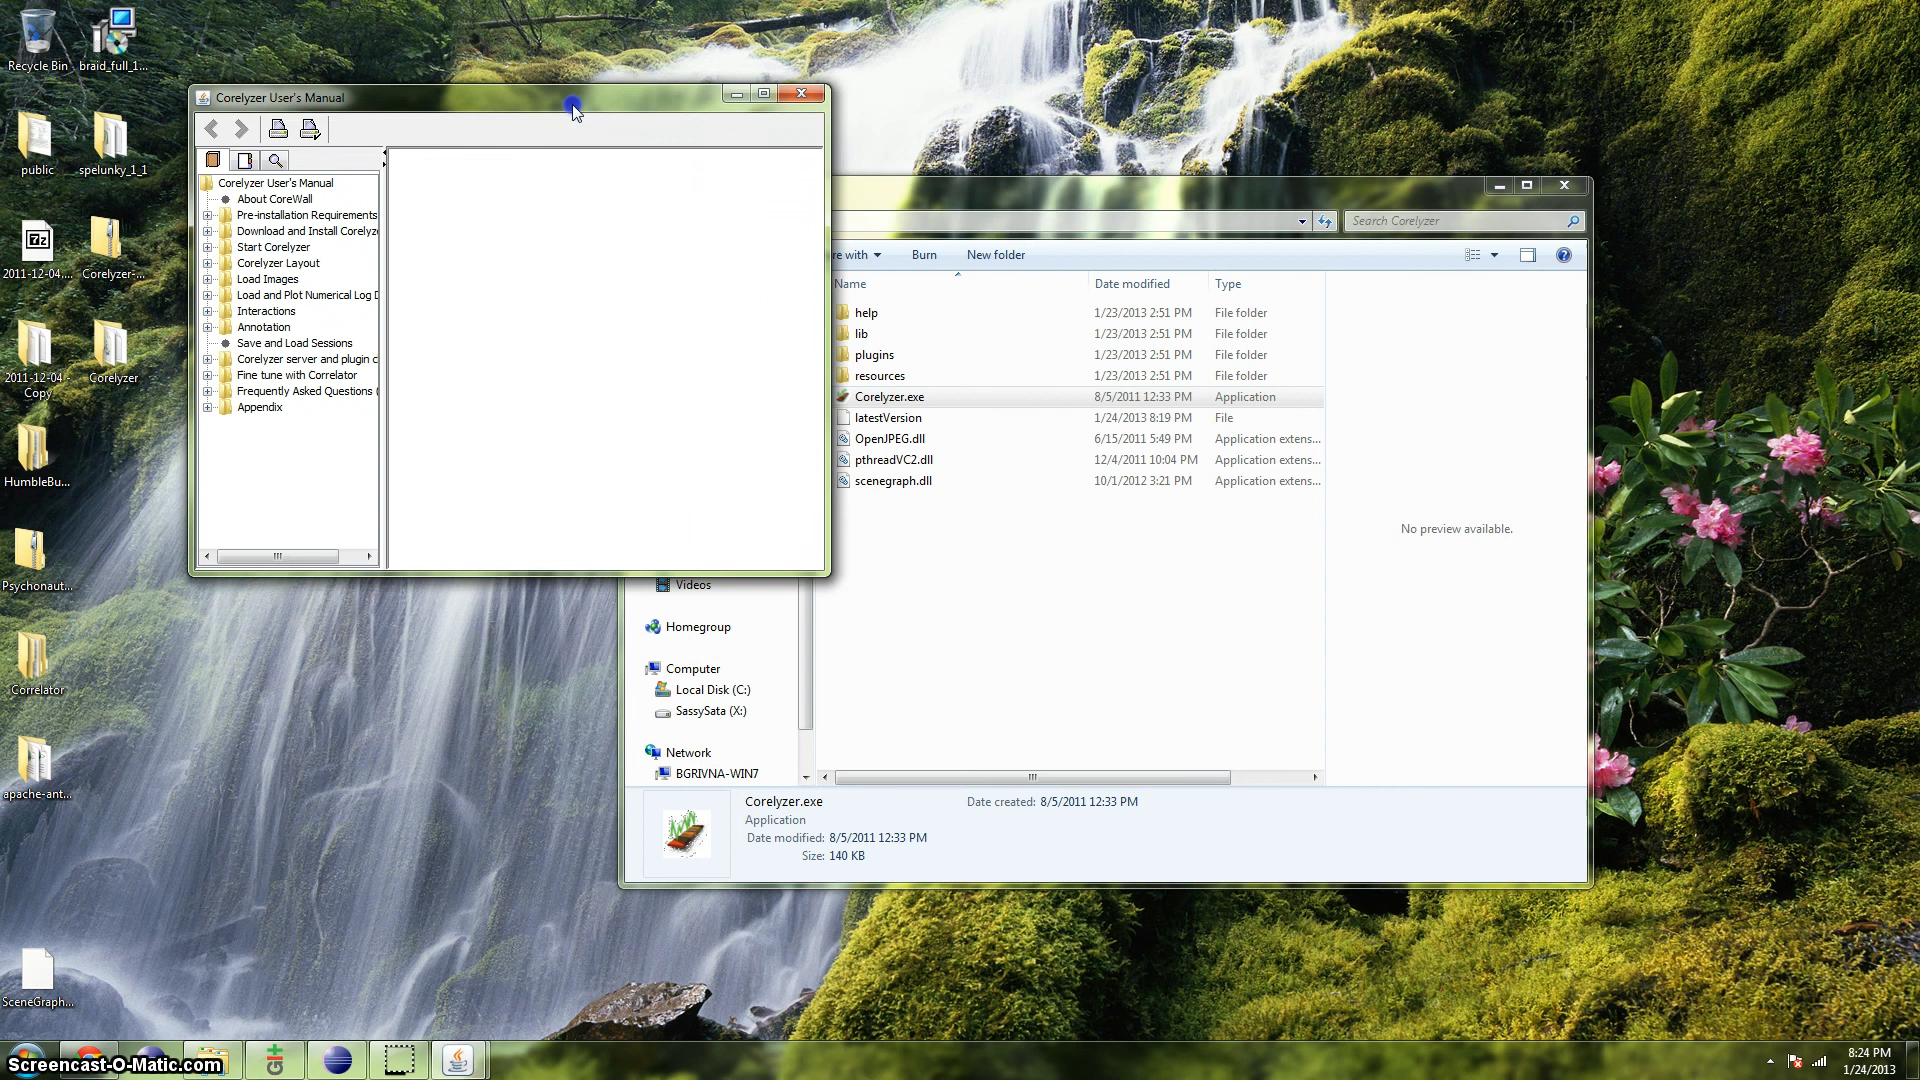 Recycle Bin
braid_full_1...
public
spelunky_1_1
2011-12-04....
Corelyzer-...
2011-12-04 - Copy
Corelyzer
HumbleBu...
Psychonaut...
Correlator
apache-ant...
SceneGraph...
Corelyzer User's Manual
Corelyzer User's Manual
About CoreWall
Pre-installation Requirements
Download and Install Corelyze
Start Corelyzer
Corelyzer Layout
Load Images
Load and Plot Numerical Log D
Interactions
Annotation
Save and Load Sessions
Corelyzer server and plugin c
Fine tune with Correlator
Frequently Asked Questions (
Appendix
Search Corelyzer
re with Burn New folder
Name Date modified Type
help 1/23/2013 2:51 PM File folder
lib 1/23/2013 2:51 PM File folder
plugins 1/23/2013 2:51 PM File folder
resources 1/23/2013 2:51 PM File folder
Corelyzer.exe 8/5/2011 12:33 PM Application
latestVersion 1/24/2013 8:19 PM File
OpenJPEG.dll 6/15/2011 5:49 PM Application extens...
pthreadVC2.dll 12/4/2011 10:04 PM Application extens...
scenegraph.dll 10/1/2012 3:21 PM Application extens...
No preview available.
Videos
Homegroup
Computer
Local Disk (C:)
SassySata (X:)
Network
BGRIVNA-WIN7
Corelyzer.exe Date created: 8/5/2011 12:33 PM
Application
Date modified: 8/5/2011 12:33 PM
Size: 140 KB
Screencast-O-Matic.com
Git
8:24 PM
1/24/2013